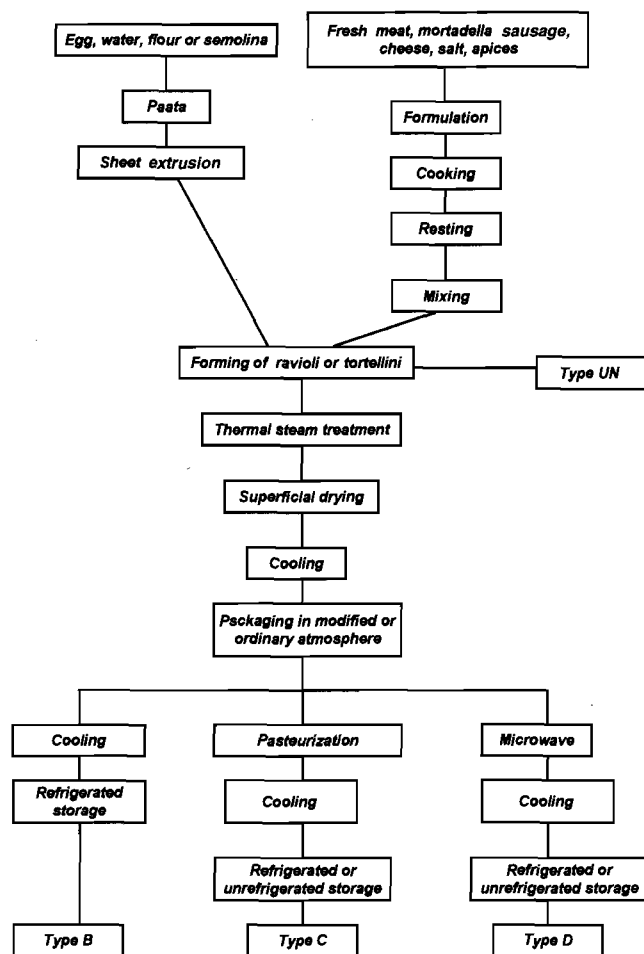 Egg, water, flour or semolina
Fresh meat, mortadella sausage,
cheese, salt, apices
Paata
Formulation
Sheet extrusion
Cooking
Resting
Mixing
Forming of ravioli or tortellini
Type UN
Thermal steam treatment
Superficial drying
Cooling
Psckaging in modified or
ordinary atmosphere
Cooling
Pasteurization
Microwave
Refrigerated
storage
Cooling
Cooling
Refrigerated or
unrefrigerated storage
Refrigerated or
unrefrigerated storage
Type B
Type C
Type D